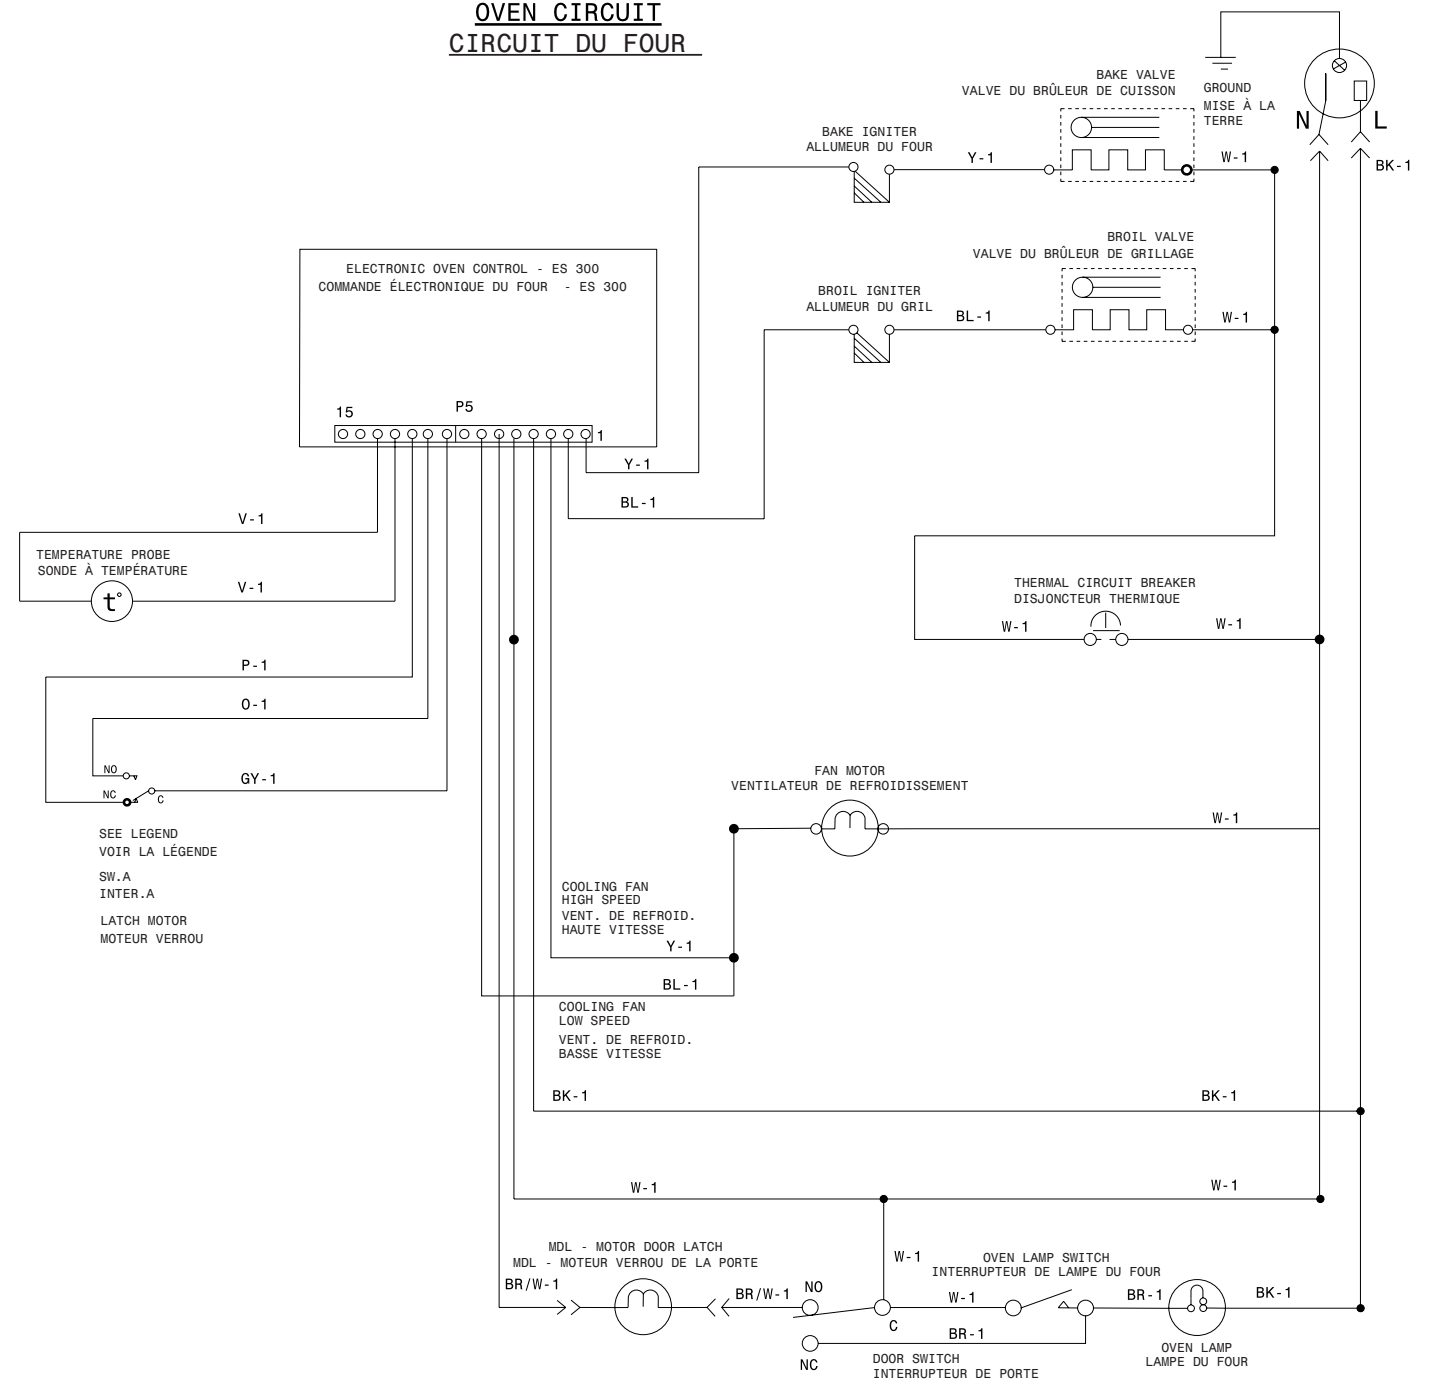 OVEN CIRCUIT
CIRCUIT DU FOUR
BAKE VALVE
VALVE DU BRÛLEUR DE CUISSON
GROUND
MISE À LA
TERRE
N
L
BK-1
BAKE IGNITER
ALLUMEUR DU FOUR
Y-1
W-1
BROIL VALVE
VALVE DU BRÛLEUR DE GRILLAGE
ELECTRONIC OVEN CONTROL - ES 300
COMMANDE ÉLECTRONIQUE DU FOUR - ES 300
BROIL IGNITER
ALLUMEUR DU GRIL
BL-1
W-1
15
P5
1
Y-1
BL-1
V-1
TEMPERATURE PROBE
SONDE À TEMPÉRATURE
t°
V-1
THERMAL CIRCUIT BREAKER
DISJONCTEUR THERMIQUE
W-1
W-1
P-1
O-1
NO
NC
C
GY-1
SEE LEGEND
VOIR LA LÉGENDE
SW.A
INTER.A
LATCH MOTOR
MOTEUR VERROU
FAN MOTOR
VENTILATEUR DE REFROIDISSEMENT
W-1
COOLING FAN
HIGH SPEED
VENT. DE REFROID.
HAUTE VITESSE
Y-1
BL-1
COOLING FAN
LOW SPEED
VENT. DE REFROID.
BASSE VITESSE
BK-1
BK-1
W-1
W-1
MDL - MOTOR DOOR LATCH
MDL - MOTEUR VERROU DE LA PORTE
BR/W-1
BR/W-1
NO
W-1
C
NC
OVEN LAMP SWITCH
INTERRUPTEUR DE LAMPE DU FOUR
W-1
BR-1
BK-1
BR-1
DOOR SWITCH
INTERRUPTEUR DE PORTE
OVEN LAMP
LAMPE DU FOUR